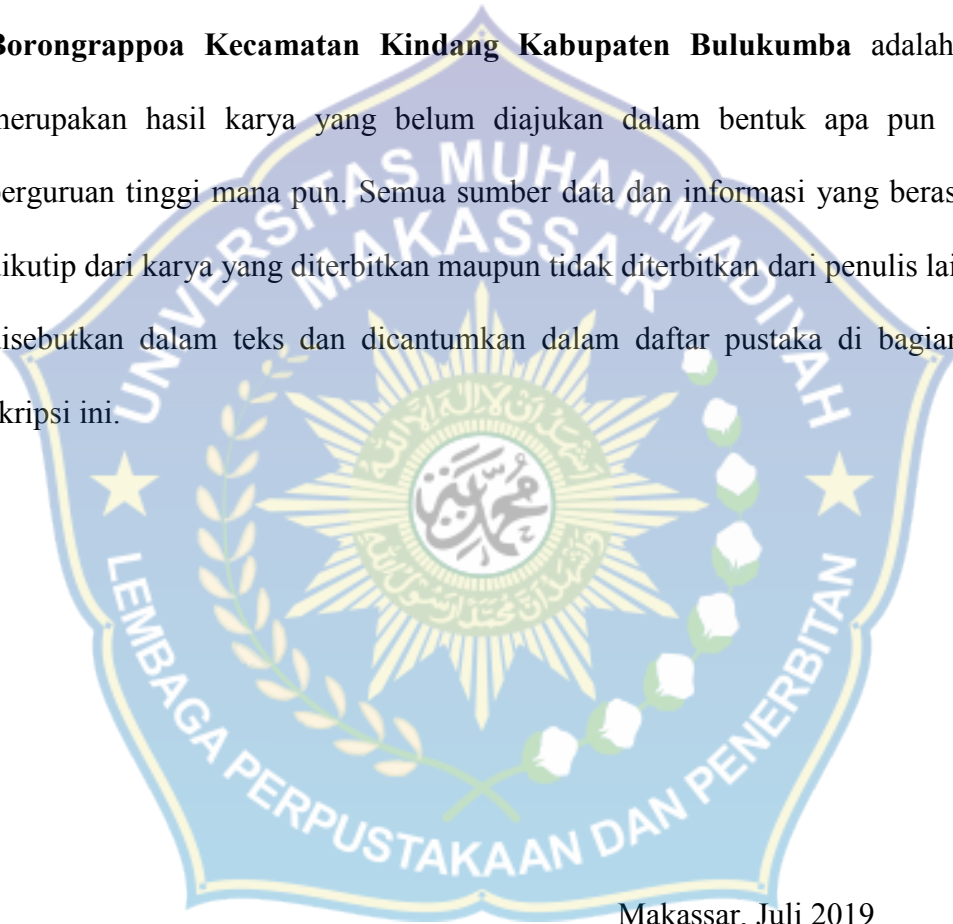 Borongrappoa Kecamatan Kindang Kabupaten Bulukumba adalah
merupakan hasil karya yang belum diajukan dalam bentuk apa pun
perguruan tinggi mana pun. Semua sumber data dan informasi yang beras
dikutip dari karya yang diterbitkan maupun tidak diterbitkan dari penulis lai
disebutkan dalam teks dan dicantumkan dalam daftar pustaka di bagian
kripsi ini.
UNIVERSITAS MUHAMMADIYAH
MAKASSAR
LEMBAGA PERPUSTAKAAN DAN PENERBITAN
Makassar, Juli 2019